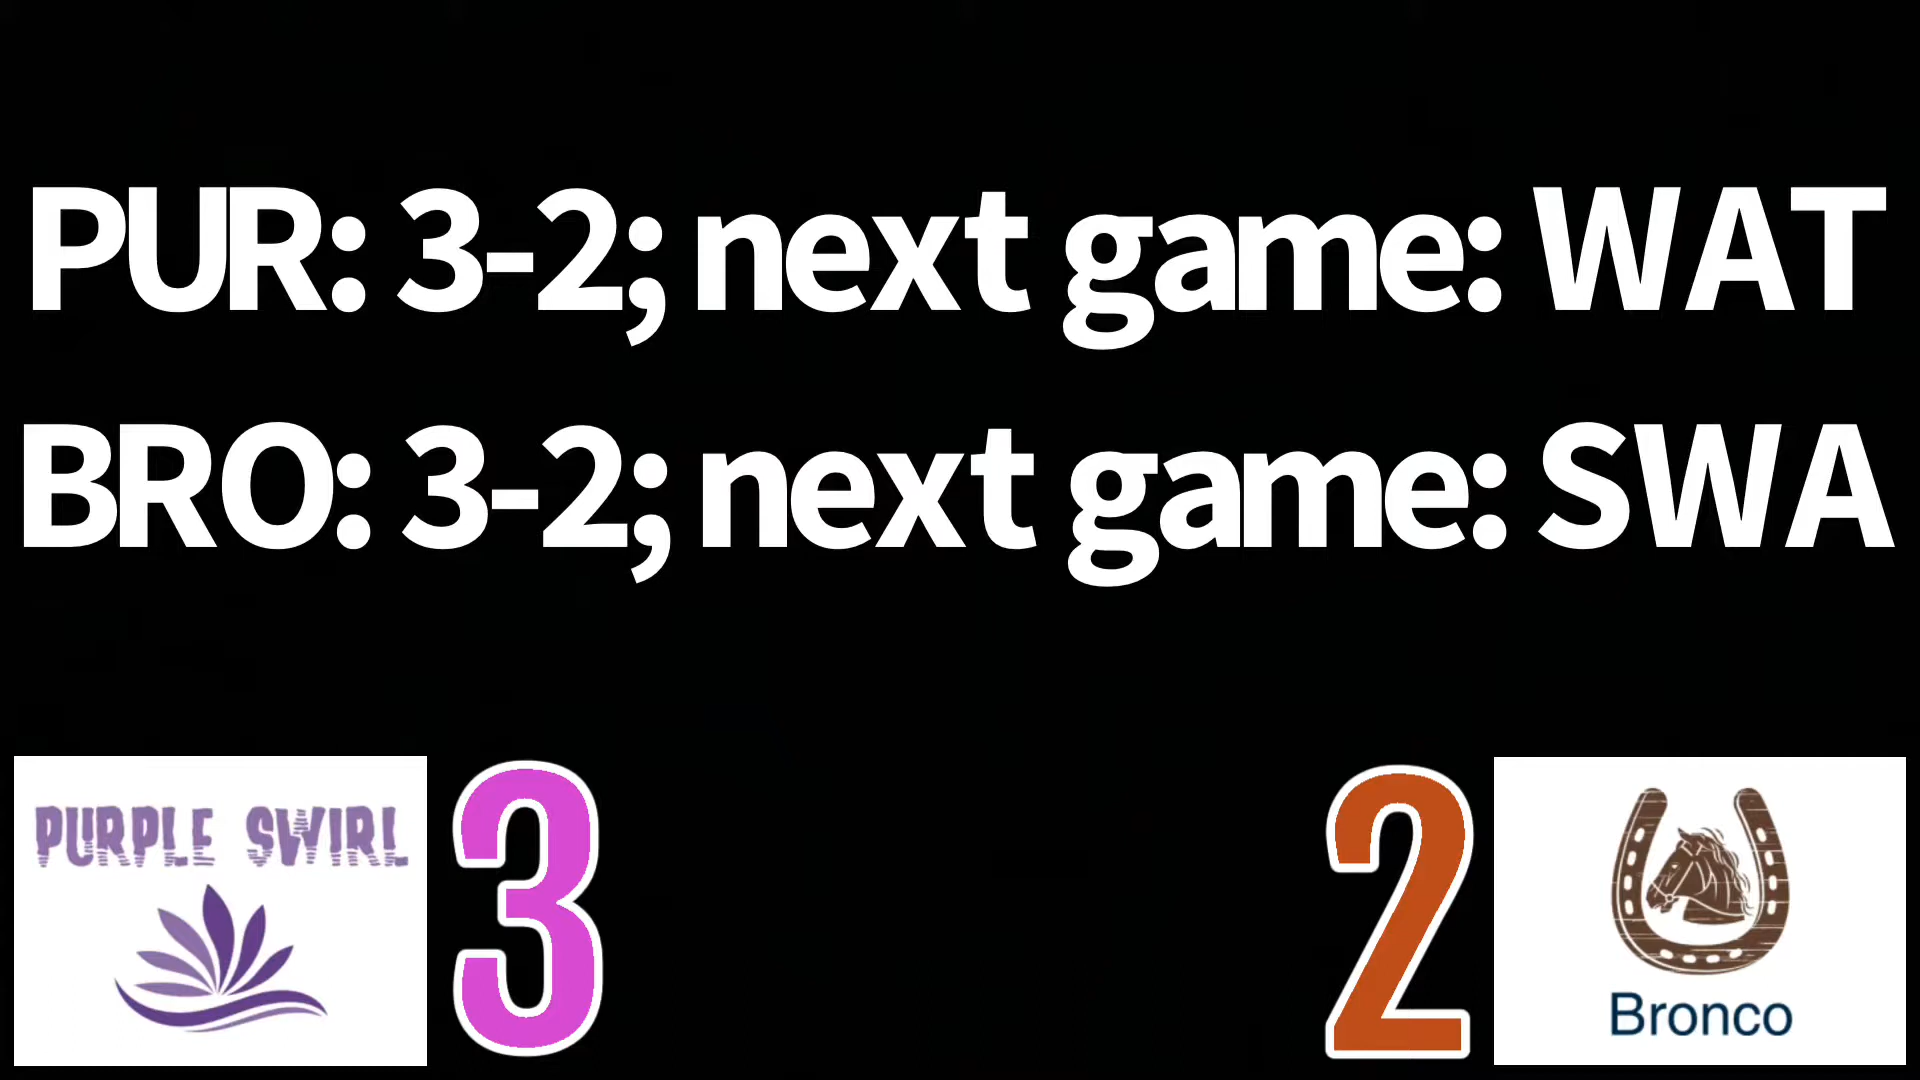 PUR: 3-2; next game: WAT
BRO: 3-2; next game: SWA
PURPLE SWIRL
3
2
Bronco